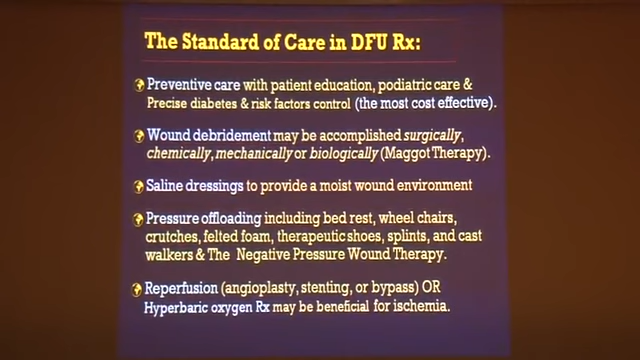 The Standard of Care in DFU Rx:
Preventive care with patient education, podiatric care &
Precise diabetes & risk factors control (the most cost effective).
Wound debridement may be accomplished surgically,
chemically, mechanically or biologically (Maggot Therapy).
Saline dressings to provide a moist wound environment
Pressure offloading including bed rest, wheel chairs,
crutches, felted foam, therapeutic shoes, splints, and cast
walkers & The Negative Pressure Wound Therapy.
Reperfusion (angioplasty, stenting, or bypass) OR
Hyperbaric oxygen Rx may be beneficial for ischemia.